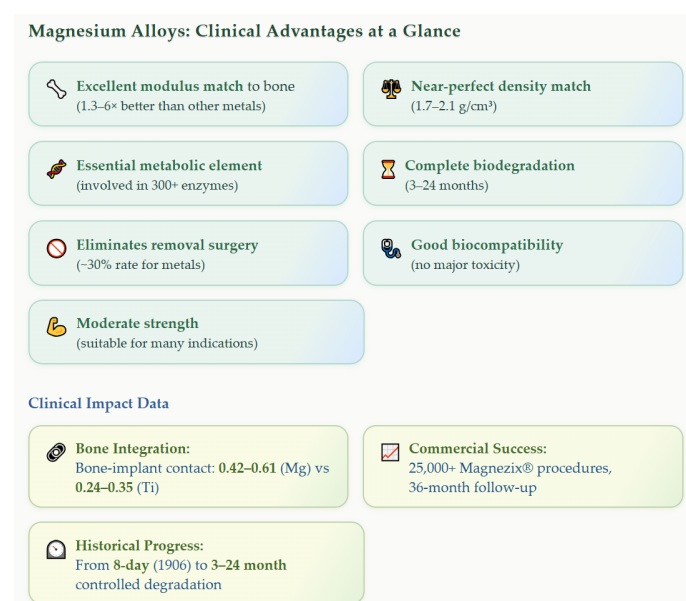 Magnesium Alloys: Clinical Advantages at a Glance
Excellent modulus match to bone
(1.3–6× better than other metals)
Near-perfect density match
(1.7–2.1 g/cm³)
Essential metabolic element
(involved in 300+ enzymes)
Complete biodegradation
(3–24 months)
Eliminates removal surgery
(~30% rate for metals)
Good biocompatibility
(no major toxicity)
Moderate strength
(suitable for many indications)
Clinical Impact Data
Bone Integration:
Bone-implant contact: 0.42–0.61 (Mg) vs
0.24–0.35 (Ti)
Commercial Success:
25,000+ Magnezix® procedures,
36-month follow-up
Historical Progress:
From 8-day (1906) to 3–24 month
controlled degradation